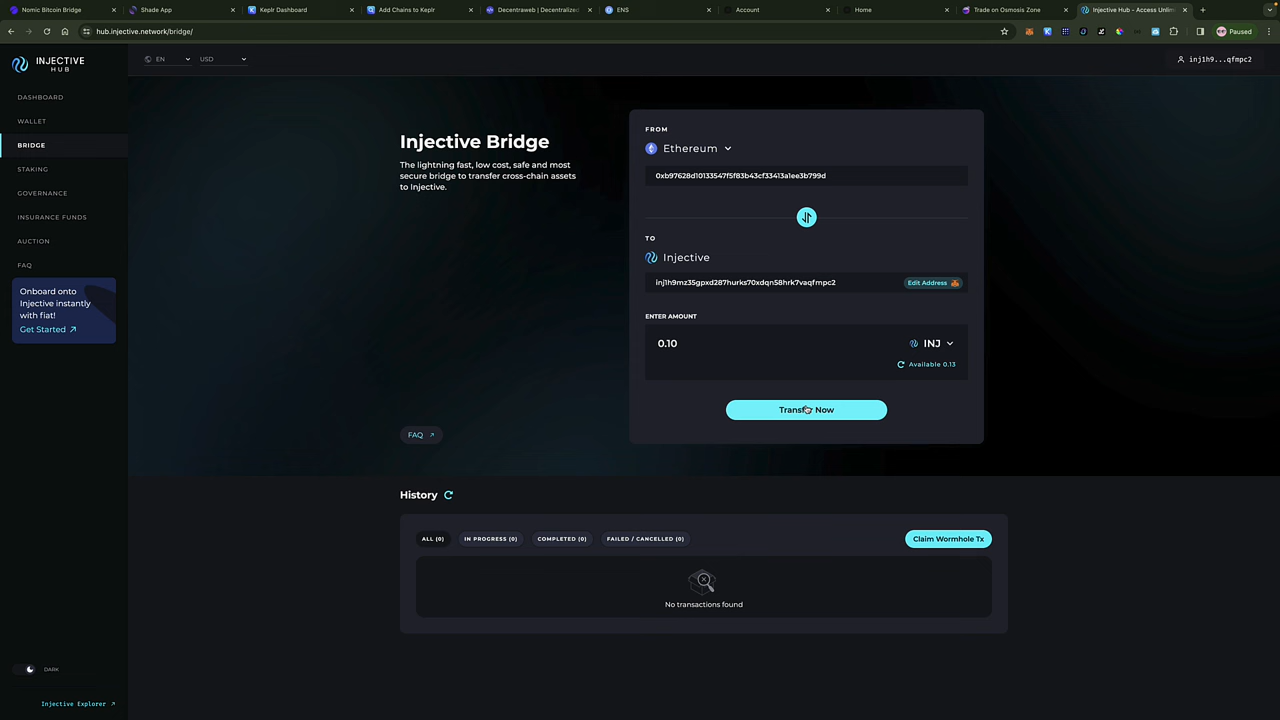 Nomic Bitcoin Bridge
Shade App
Keplr Dashboard
Add Chains to Keplr
Decentraweb | Decentralized
ENS
Account
Home
Trade on Osmosis Zone
Injective Hub - Access Unlim
hub.injective.network/bridge/
Paused
INJECTIVE
HUB
EN
USD
inj1h9...qfmpc2
DASHBOARD
WALLET
BRIDGE
STAKING
GOVERNANCE
INSURANCE FUNDS
AUCTION
FAQ
Onboard onto
Injective instantly
with fiat!
Get Started
Injective Bridge
The lightning fast, low cost, safe and most
secure bridge to transfer cross-chain assets
to Injective.
FAQ
FROM
Ethereum
0xb97628d10133547f5f83b43cf33413a1ee3b799d
TO
Injective
inj1h9mz35gpxd287hurks70xdqn58hrk7vaqfmpc2
Edit Address
ENTER AMOUNT
0.10
INJ
Available 0.13
Transfer Now
History
ALL (0)
IN PROGRESS (0)
COMPLETED (0)
FAILED / CANCELLED (0)
Claim Wormhole Tx
No transactions found
DARK
Injective Explorer